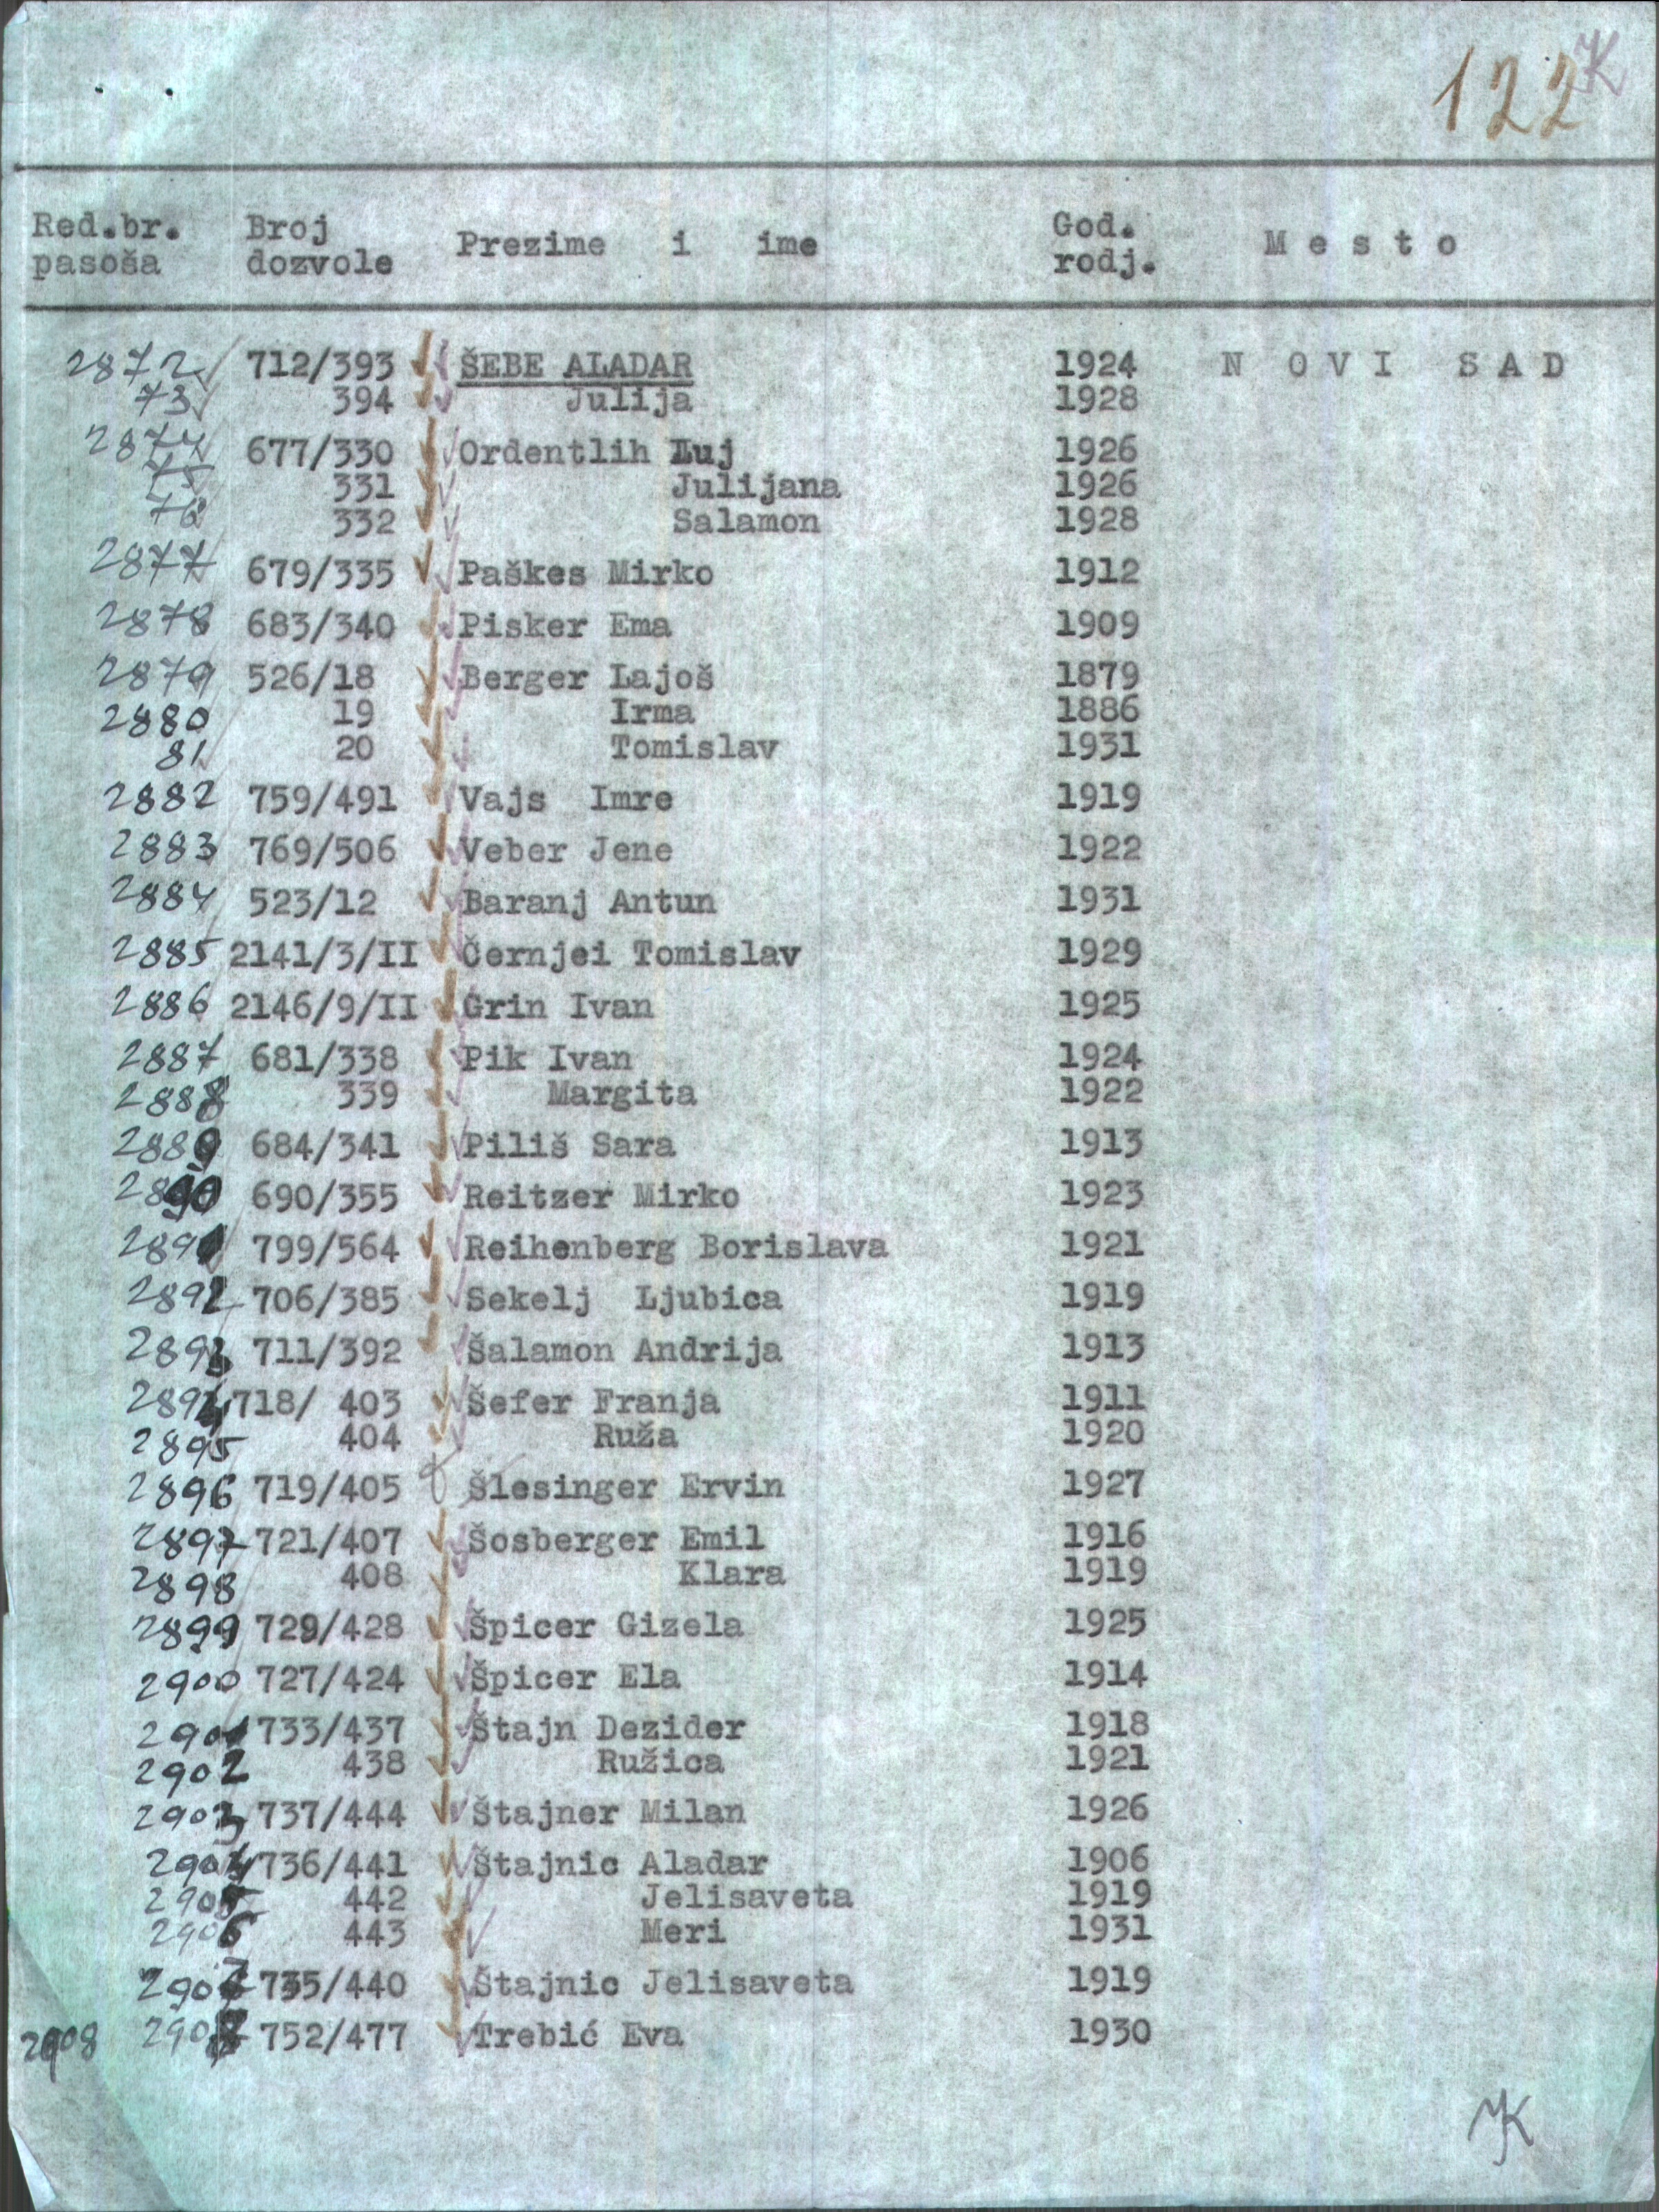 122 K
Red.br. pasoša Broj dozvole Prezime i ime God. rodj. Mesto
2872 712/393 ŠEBE ALADAR 1924 NOVI SAD
73 394 Julija 1928
2874 677/330 Ordentlih Luj 1926
75 331 Julijana 1926
76 332 Salamon 1928
2877 679/335 Paškes Mirko 1912
2878 683/340 Pisker Ema 1909
2879 526/18 Berger Lajoš 1879
2880 19 Irma 1886
81 20 Tomislav 1931
2882 759/491 Vajs Imre 1919
2883 769/506 Veber Jene 1922
2884 523/12 Baranj Antun 1931
2885 2141/3/II Černjei Tomislav 1929
2886 2146/9/II Grin Ivan 1925
2887 681/338 Pik Ivan 1924
2888 339 Margita 1922
2889 684/341 Piliš Sara 1913
2890 690/355 Reitzer Mirko 1923
2891 799/564 Reihenberg Borislava 1921
2892 706/385 Sekelj Ljubica 1919
2893 711/392 Šalamon Andrija 1913
2894 718/ 403 Šefer Franja 1911
2895 404 Ruža 1920
2896 719/405 Šlesinger Ervin 1927
2897 721/407 Šosberger Emil 1916
2898 408 Klara 1919
2899 729/428 Špicer Gizela 1925
2900 727/424 Špicer Ela 1914
2901 733/437 Štajn Dezider 1918
2902 438 Ružica 1921
2903 737/444 Štajner Milan 1926
2904 736/441 Štajnic Aladar 1906
2905 442 Jelisaveta 1919
2906 443 Meri 1931
2907 735/440 Štajnic Jelisaveta 1919
2908 2908 752/477 Trebić Eva 1930